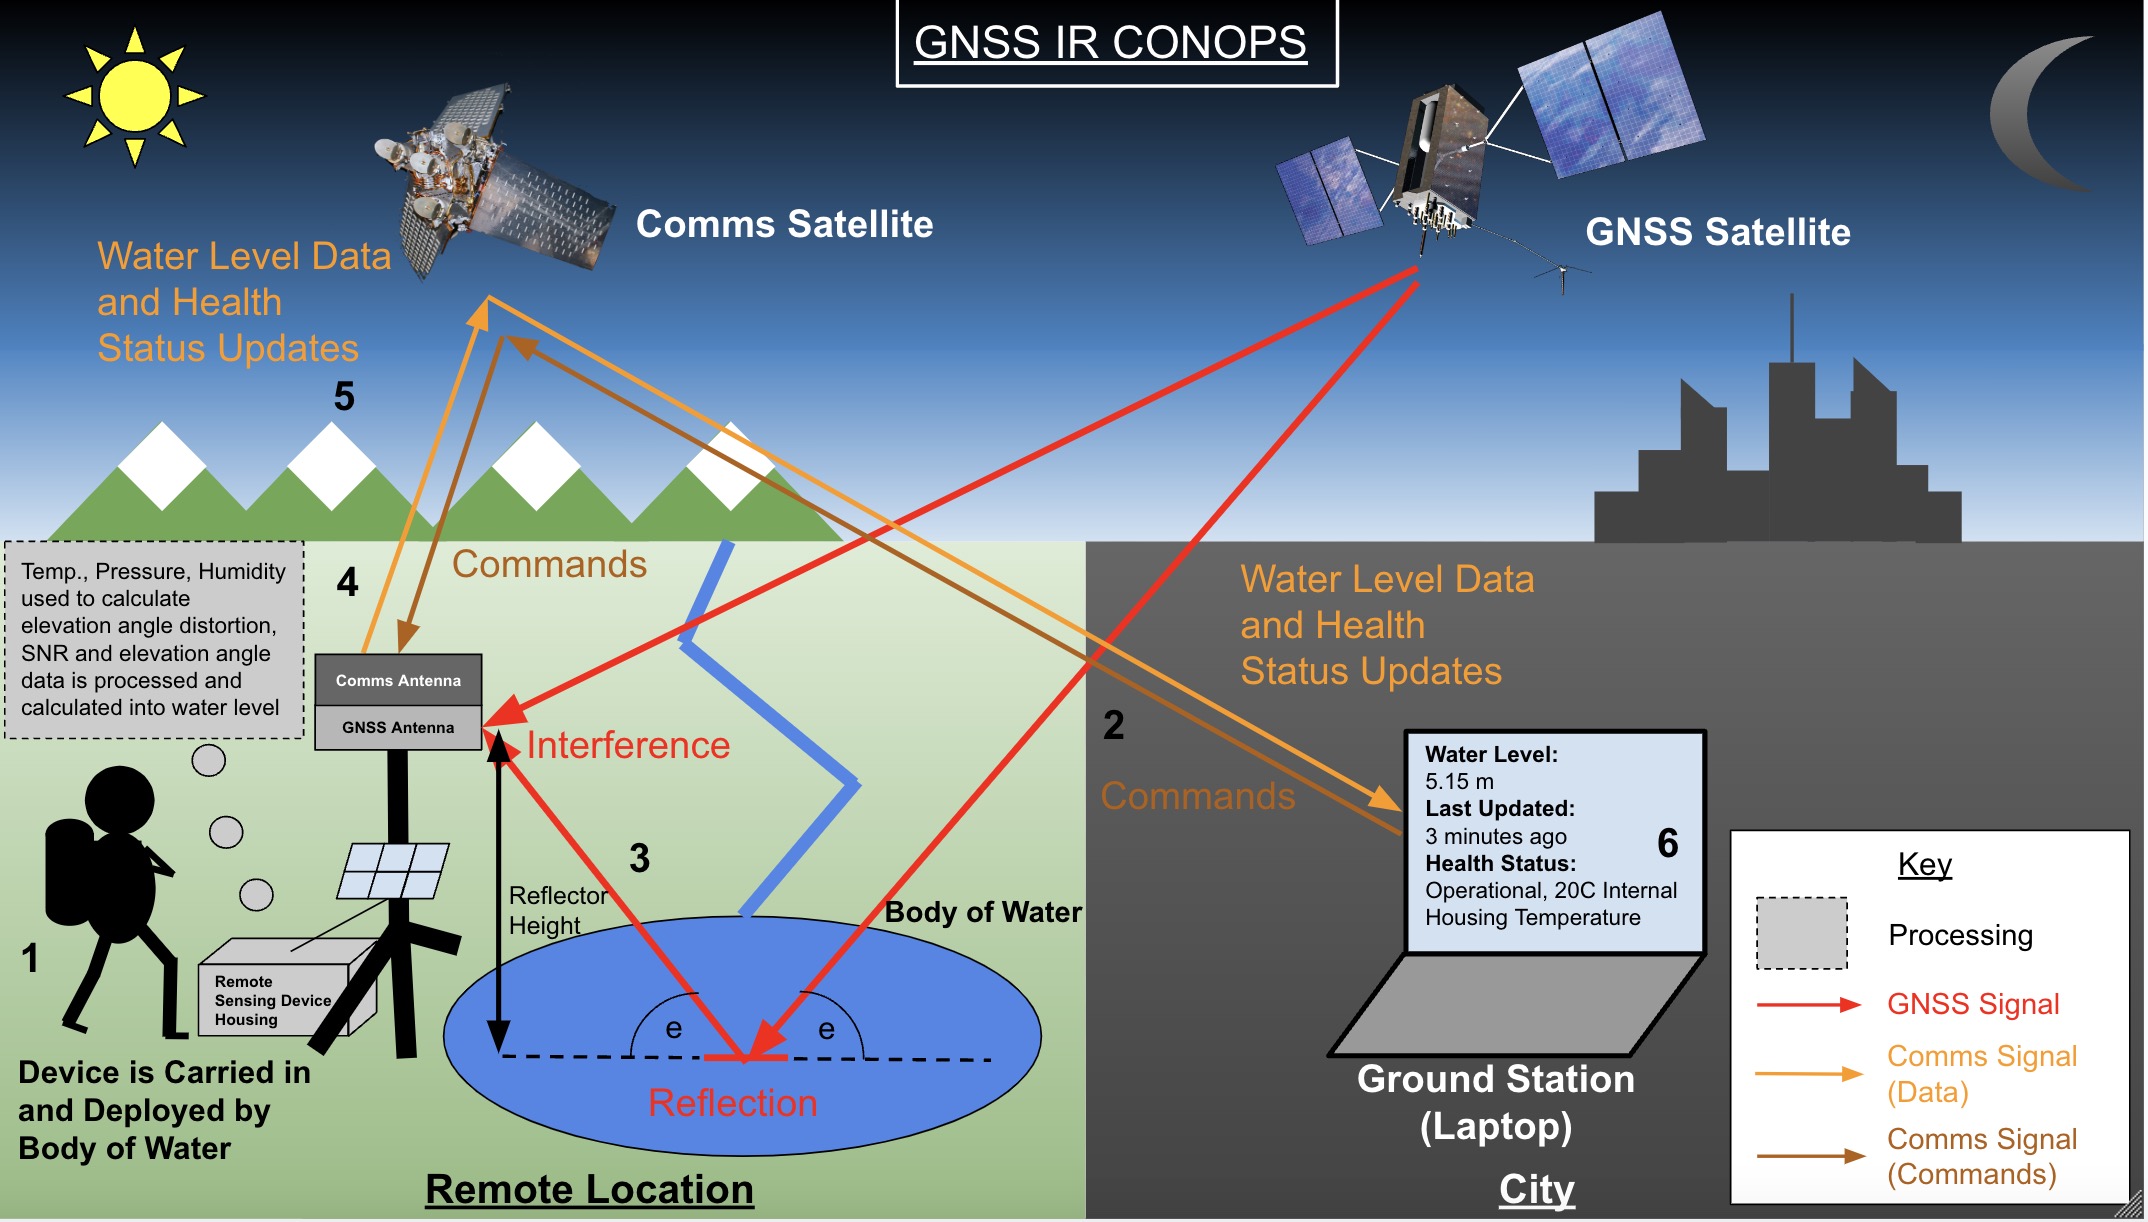 GNSS IR CONOPS
Comms Satellite
GNSS Satellite
Water Level Data
and Health
Status Updates
5
4
Commands
Temp., Pressure, Humidity
used to calculate
elevation angle distortion,
SNR and elevation angle
data is processed and
calculated into water level
Comms Antenna
GNSS Antenna
Interference
3
Reflector
Height
Body of Water
e
e
Reflection
1
Remote
Sensing Device
Housing
Device is Carried in
and Deployed by
Body of Water
Remote Location
Water Level Data
and Health
Status Updates
2
Commands
Water Level:
5.15 m
Last Updated:
3 minutes ago
6
Health Status:
Operational, 20C Internal
Housing Temperature
Ground Station
(Laptop)
City
Key
Processing
GNSS Signal
Comms Signal
(Data)
Comms Signal
(Commands)